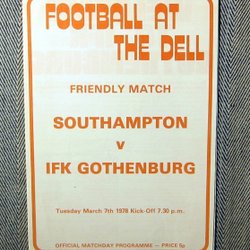 FOOTBALL AT
THE DELL
FRIENDLY MATCH
SOUTHAMPTON
v
IFK GOTHENBURG
Tuesday March 7th 1978 Kick-Off 7.30 p.m.
OFFICIAL MATCHDAY PROGRAMME — PRICE 5p